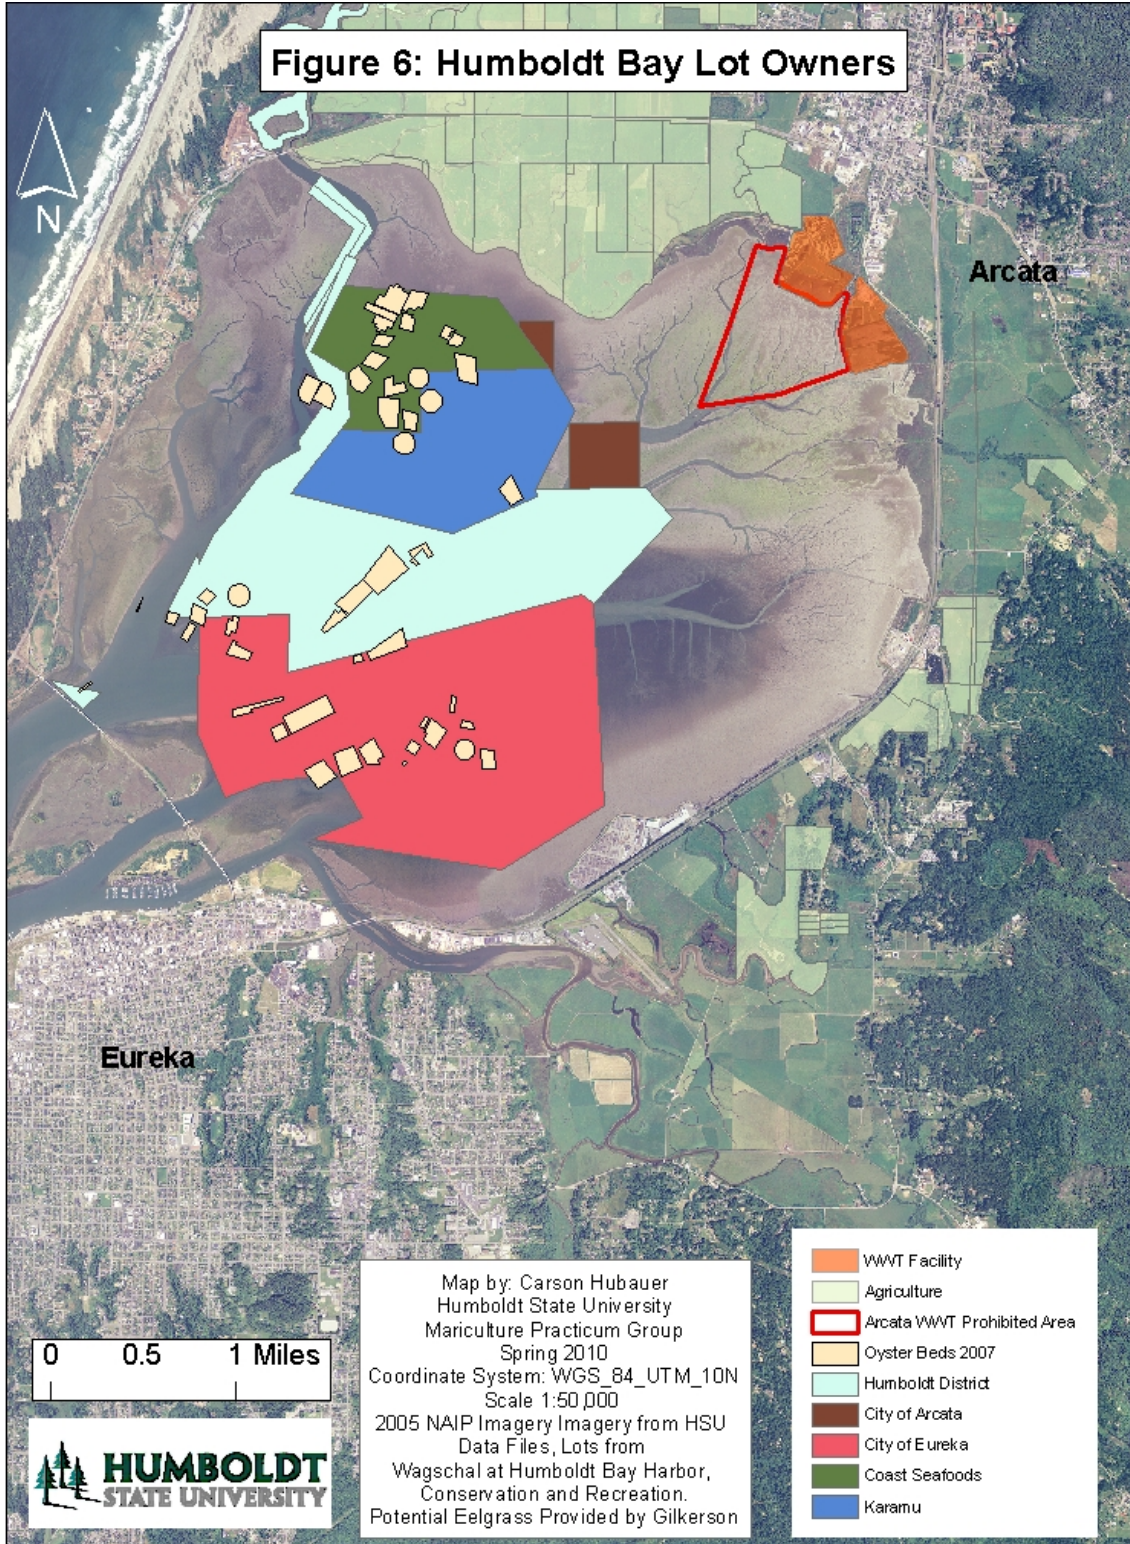 Figure 6: Humboldt Bay Lot Owners
N
Arcata
Eureka
0 0.5 1 Miles
HUMBOLDT
STATE UNIVERSITY
Map by: Carson Hubauer
Humboldt State University
Mariculture Practicum Group
Spring 2010
Coordinate System: WGS_84_UTM_10N
Scale 1:50,000
2005 NAIP Imagery Imagery from HSU
Data Files, Lots from
Wagschal at Humboldt Bay Harbor,
Conservation and Recreation.
Potential Eelgrass Provided by Gilkerson
WWT Facility
Agriculture
Arcata WWT Prohibited Area
Oyster Beds 2007
Humboldt District
City of Arcata
City of Eureka
Coast Seafoods
Karamu